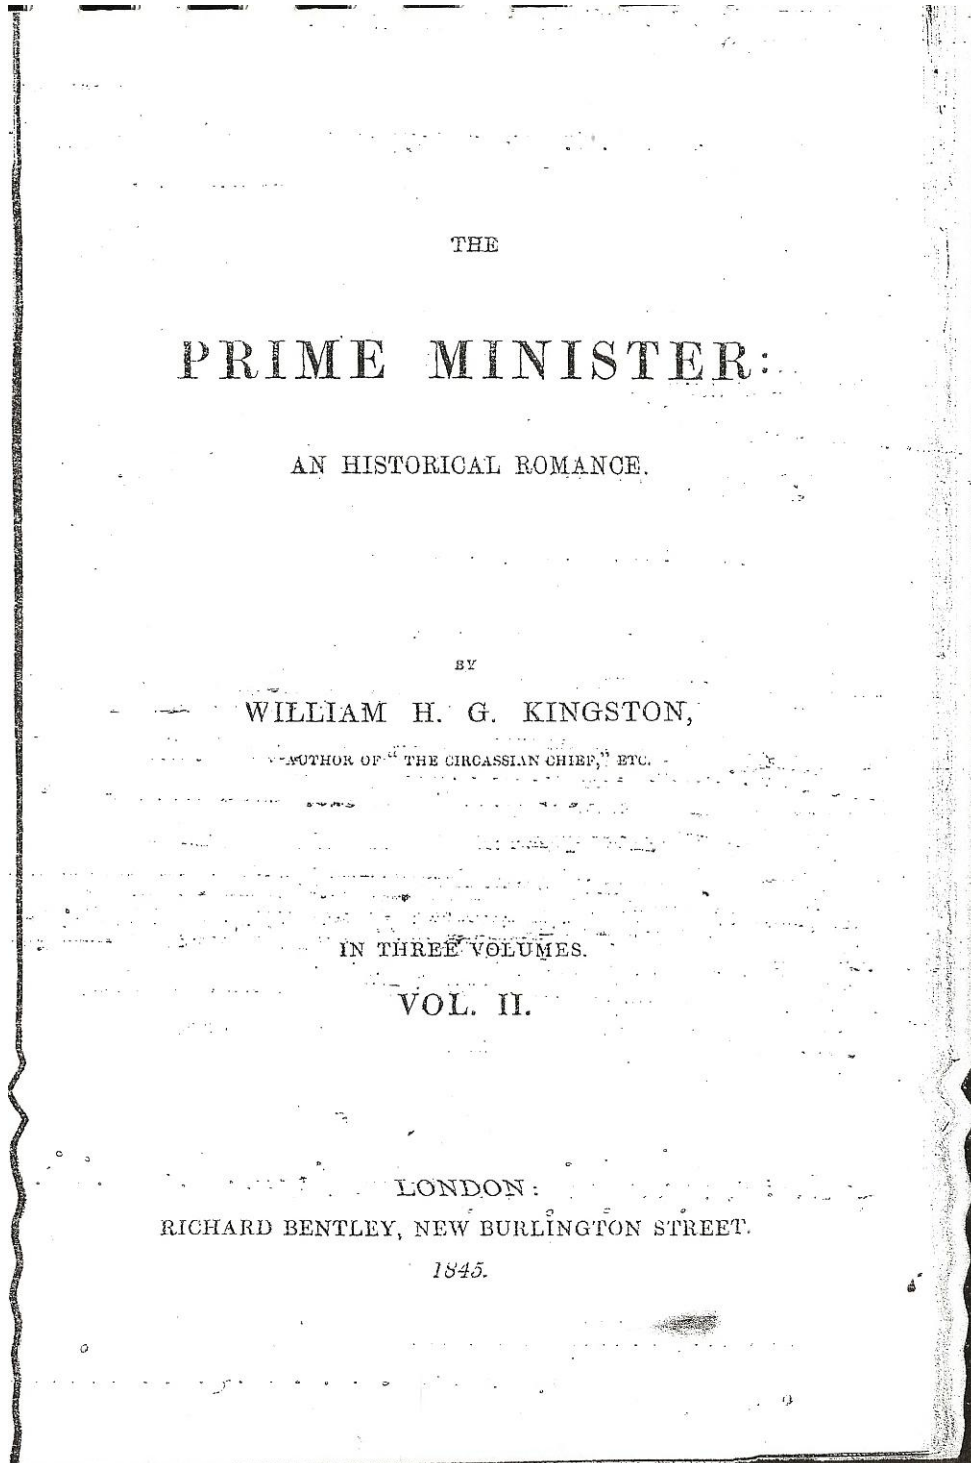 THE
PRIME MINISTER:
AN HISTORICAL ROMANCE.
BY
WILLIAM H. G. KINGSTON,
AUTHOR OF "THE CIRCASSIAN CHIEF," ETC.
IN THREE VOLUMES.
VOL. II.
LONDON:
RICHARD BENTLEY, NEW BURLINGTON STREET.
1845.